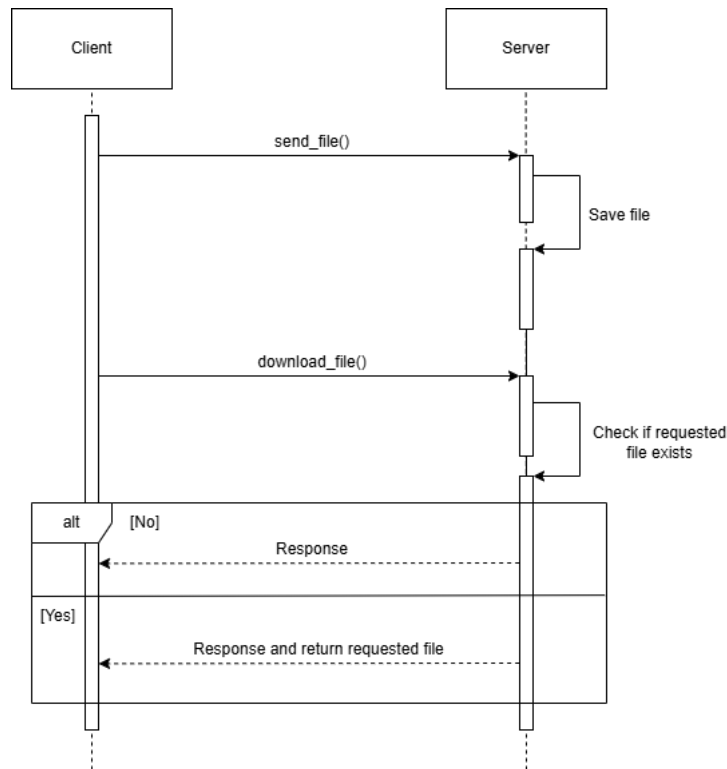 Client
Server
send_file()
Save file
download_file()
Check if requested
file exists
alt
[No]
Response
[Yes]
Response and return requested file